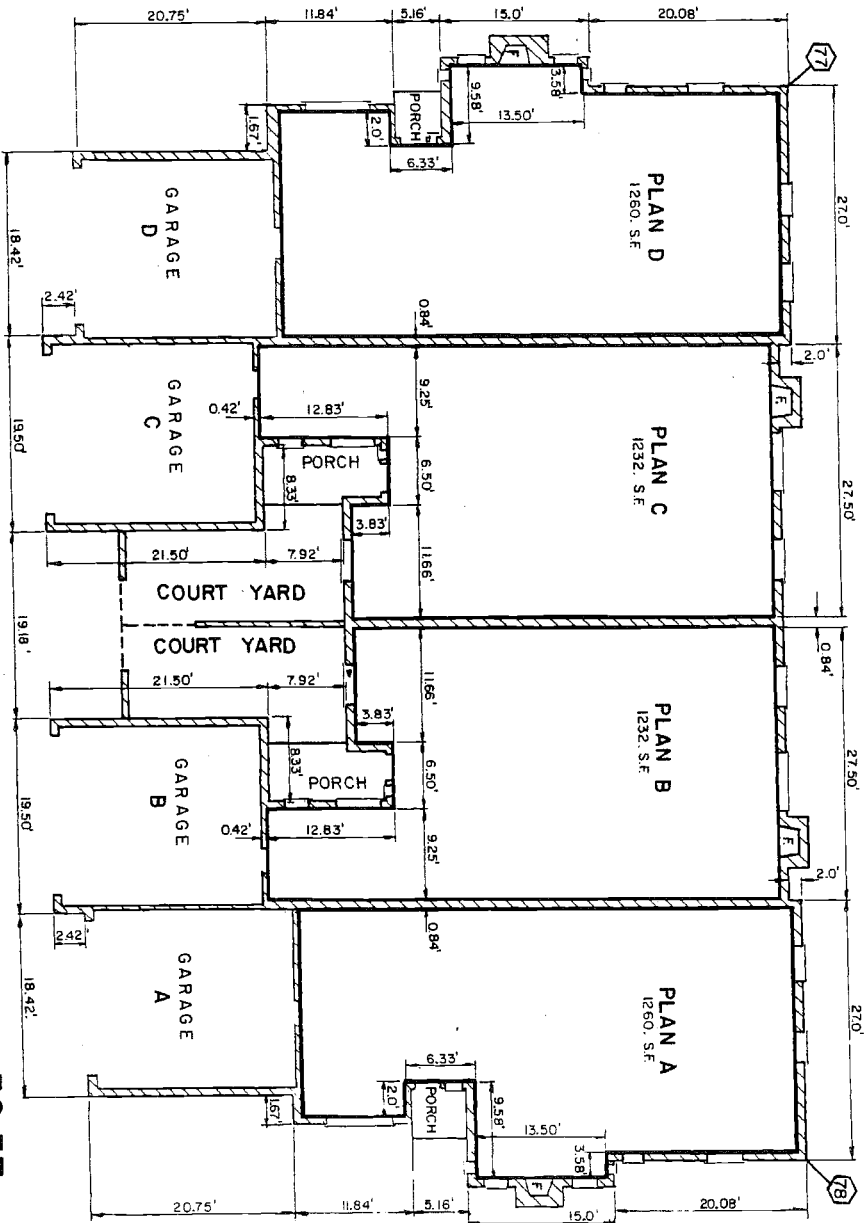 20.75'
11.84'
5.16'
15.0'
20.08'
77
F.
3.58'
9.58'
PORCH
13.50'
2.0'
1.67'
6.33'
27.0'
PLAN D
1260. S.F.
GARAGE
D
18.42'
2.42'
0.84'
2.0'
GARAGE
C
19.50'
0.42'
12.83'
9.25'
PORCH
6.50'
8.33'
3.83'
11.66'
PLAN C
1232. S.F.
F.
27.50'
21.50'
7.92'
COURT YARD
19.18'
COURT YARD
0.84'
21.50'
7.92'
11.66'
3.83'
PLAN B
1232. S.F.
27.50'
8.33'
PORCH
6.50'
GARAGE
B
19.50'
0.42'
12.83'
9.25'
F.
2.0'
2.42
0.84'
GARAGE
A
18.42'
PLAN A
1260. S.F.
27.0'
6.33'
2.0'
PORCH
9.58'
13.50'
3.58'
1.67'
F
78
20.75'
11.84'
5.16'
15.0'
20.08'